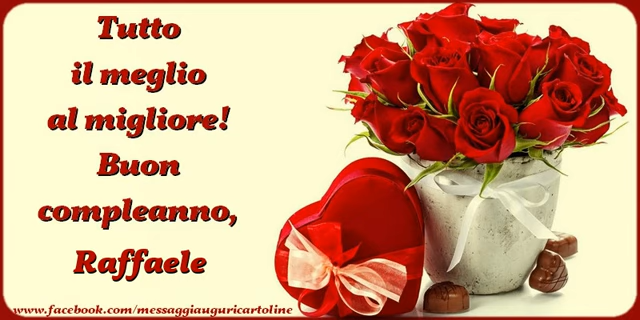 Tutto
il meglio
al migliore!
Buon
compleanno,
Raffaele
www.facebook.com/messaggiauguricartoline